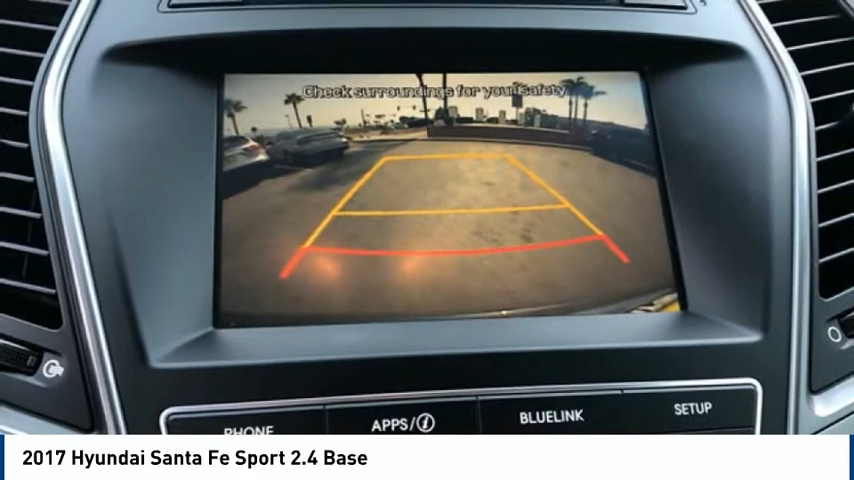 Check surroundings for your safety
PHONE
APPS/i
BLUELINK
SETUP
2017 Hyundai Santa Fe Sport 2.4 Base